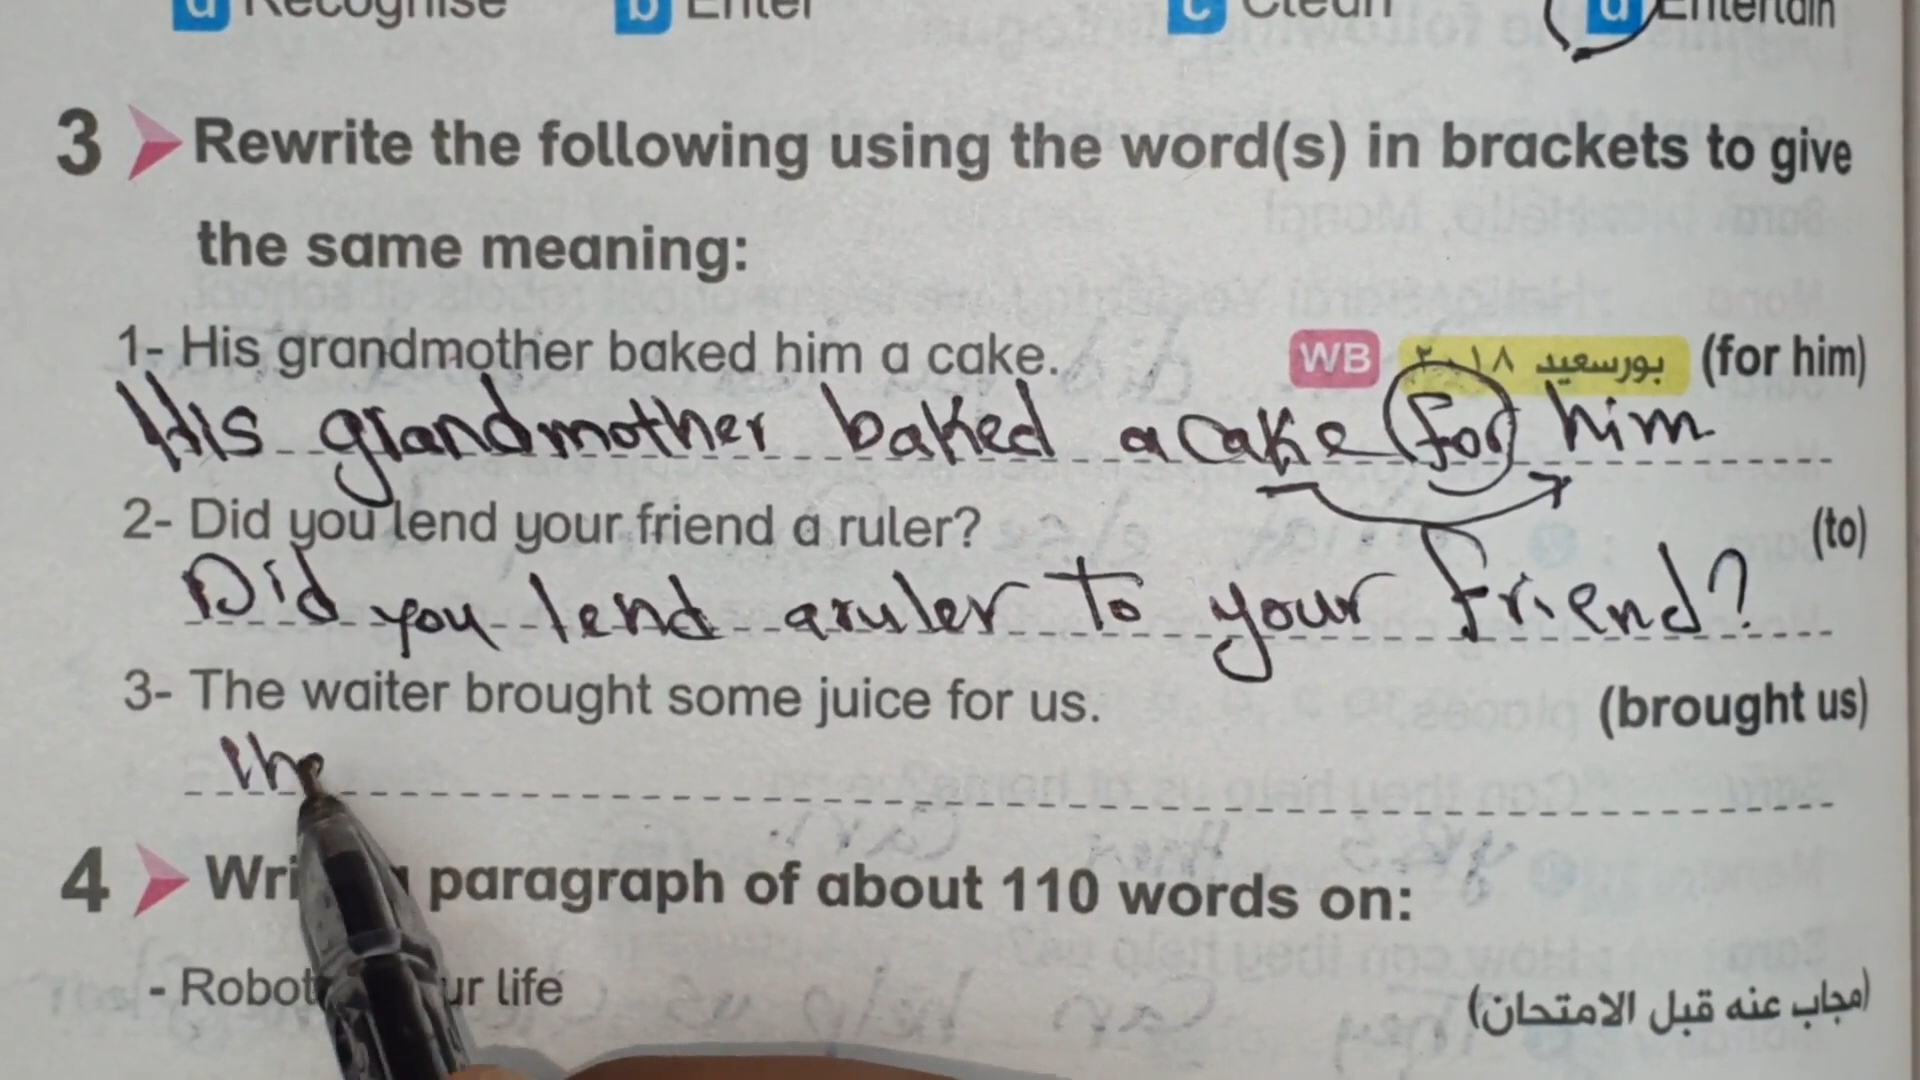 a Recognise b Enter c Clean d Entertain
3 Rewrite the following using the word(s) in brackets to give
the same meaning:
1- His grandmother baked him a cake. WB بورسعيد ٢٠١٨ (for him)
His grandmother baked a cake for him
2- Did you lend your friend a ruler? (to)
Did you lend a ruler to your friend?
3- The waiter brought some juice for us. (brought us)
the
4 paragraph of about 110 words on:
- life (مجاب عنه قبل الامتحان)